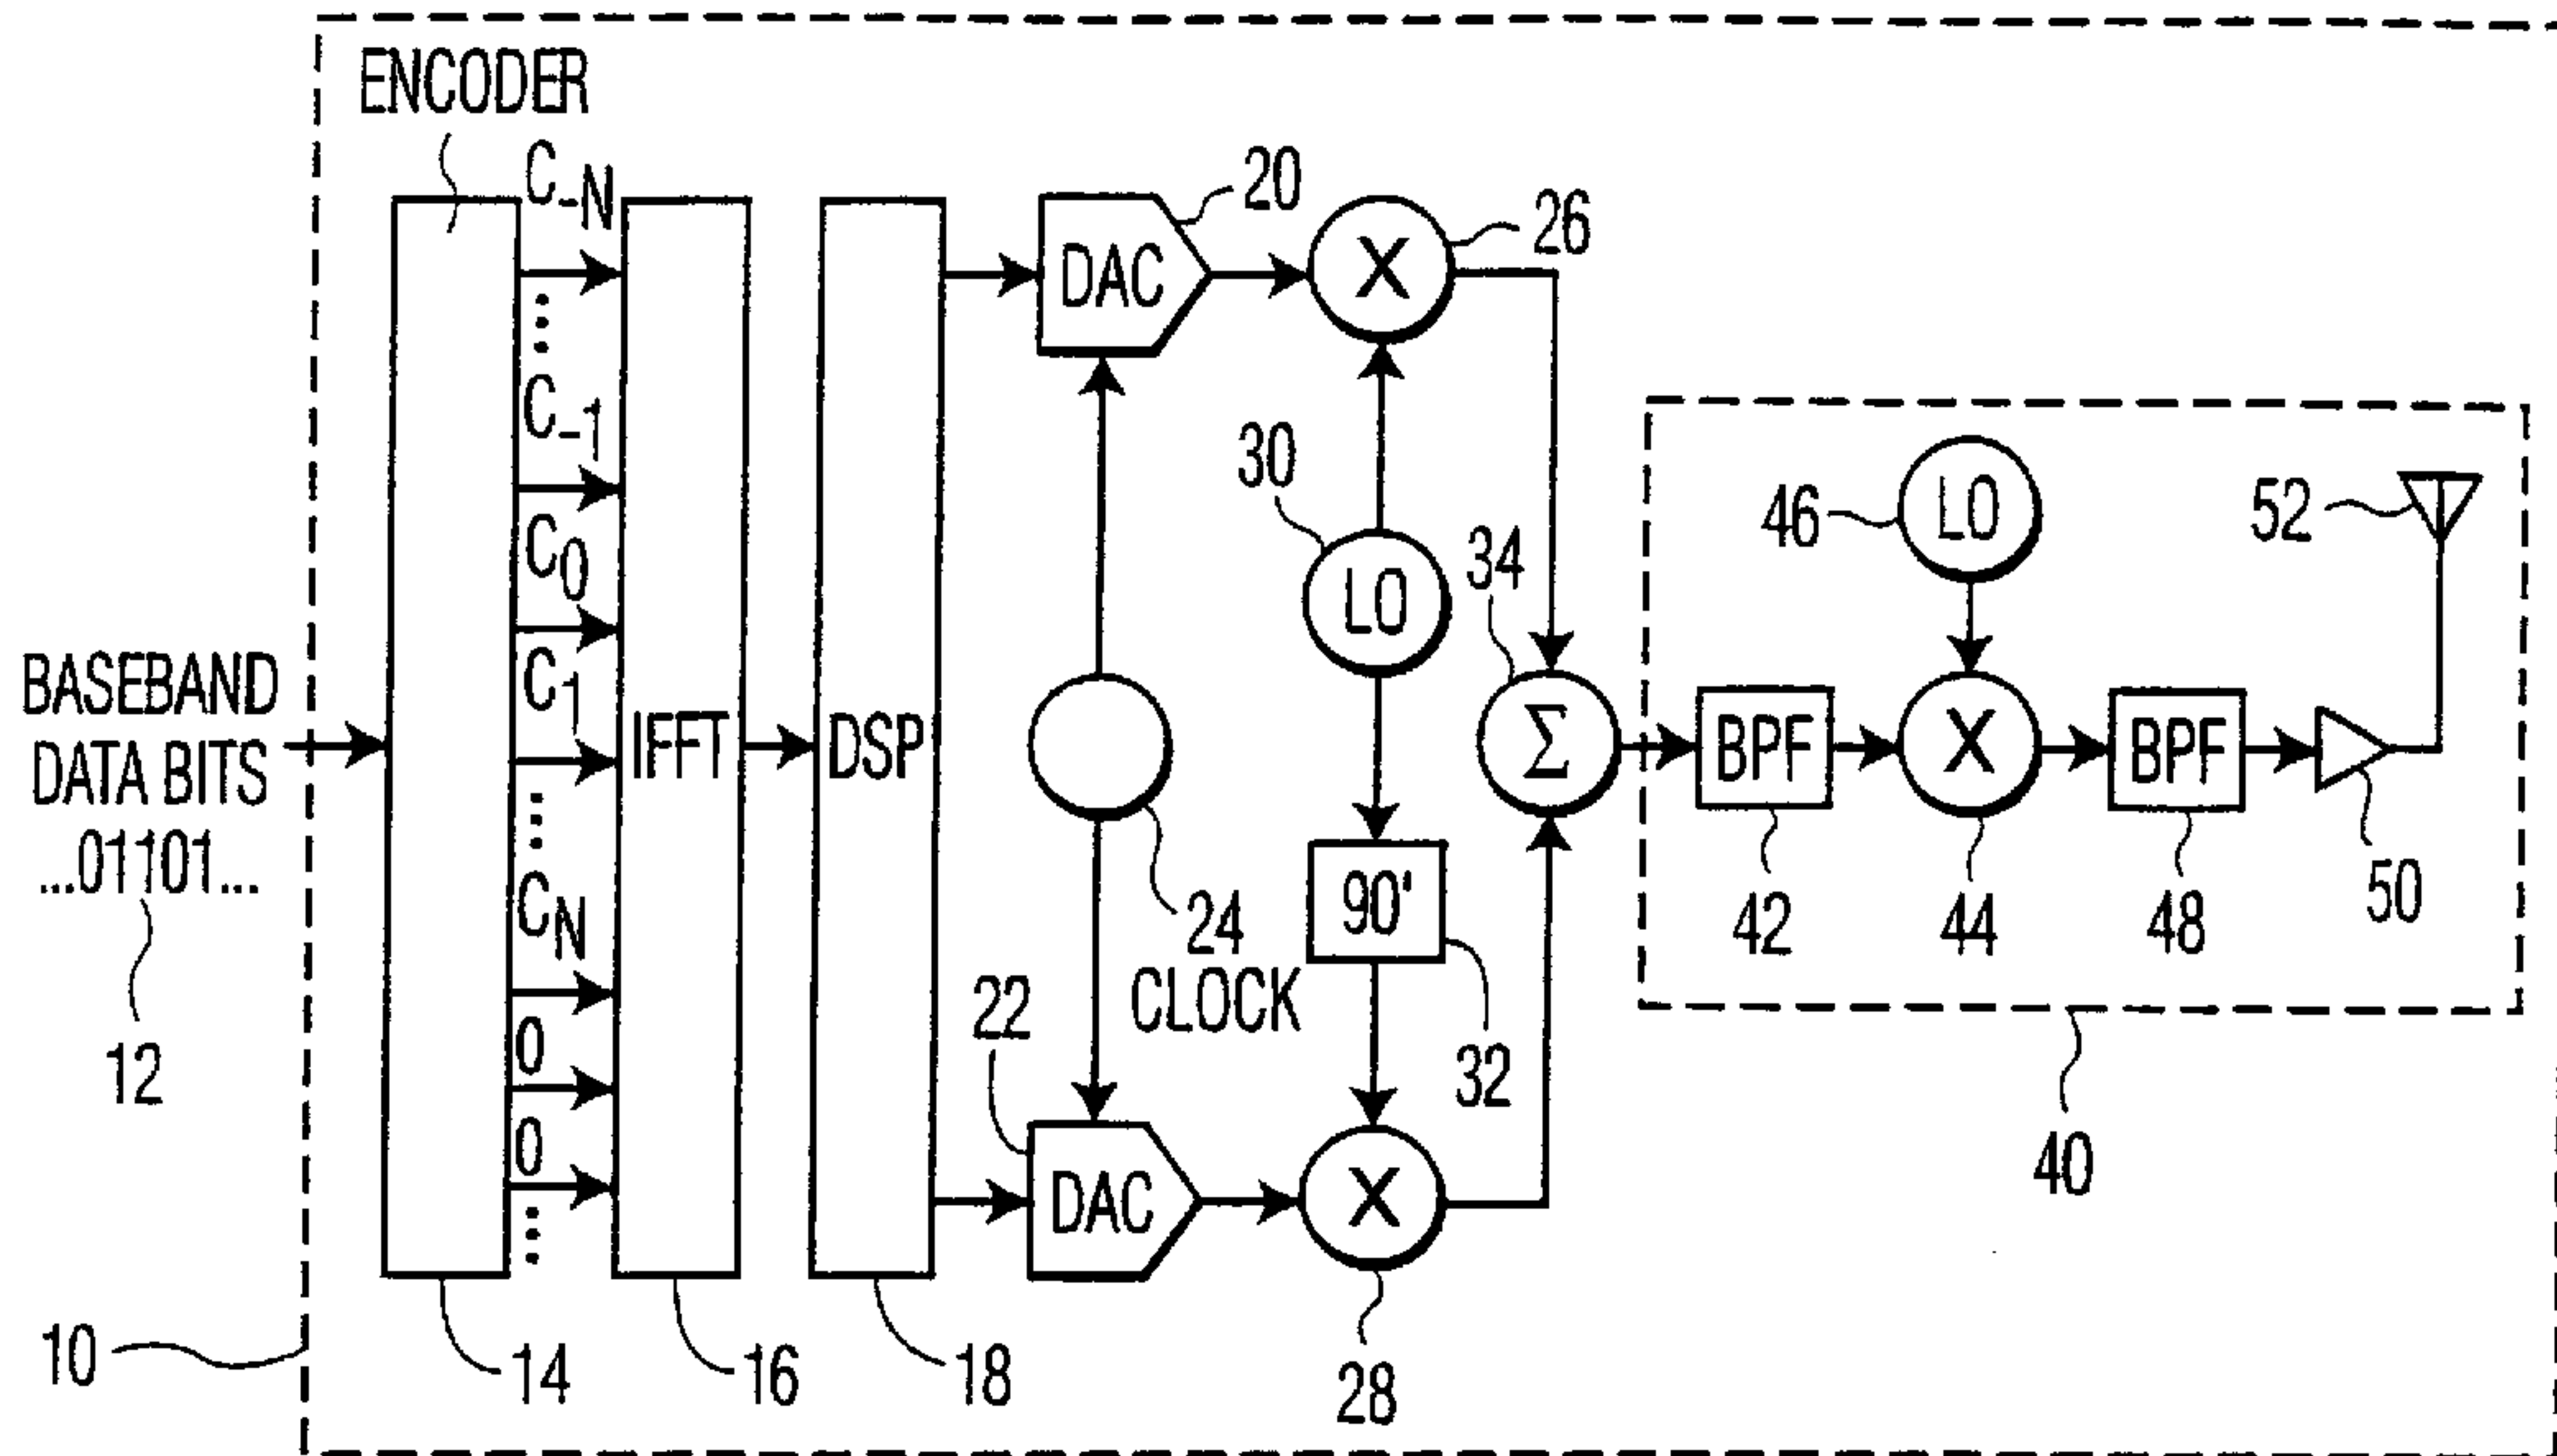 ENCODER
C-N
C-1
C0
C1
CN
0
0
BASEBAND
DATA BITS
...01101...
12
10
14
IFFT
16
DSP
18
DAC
20
DAC
22
24
CLOCK
X
26
LO
30
90'
32
X
28
34
Σ
BPF
42
LO
46
X
44
BPF
48
50
52
40